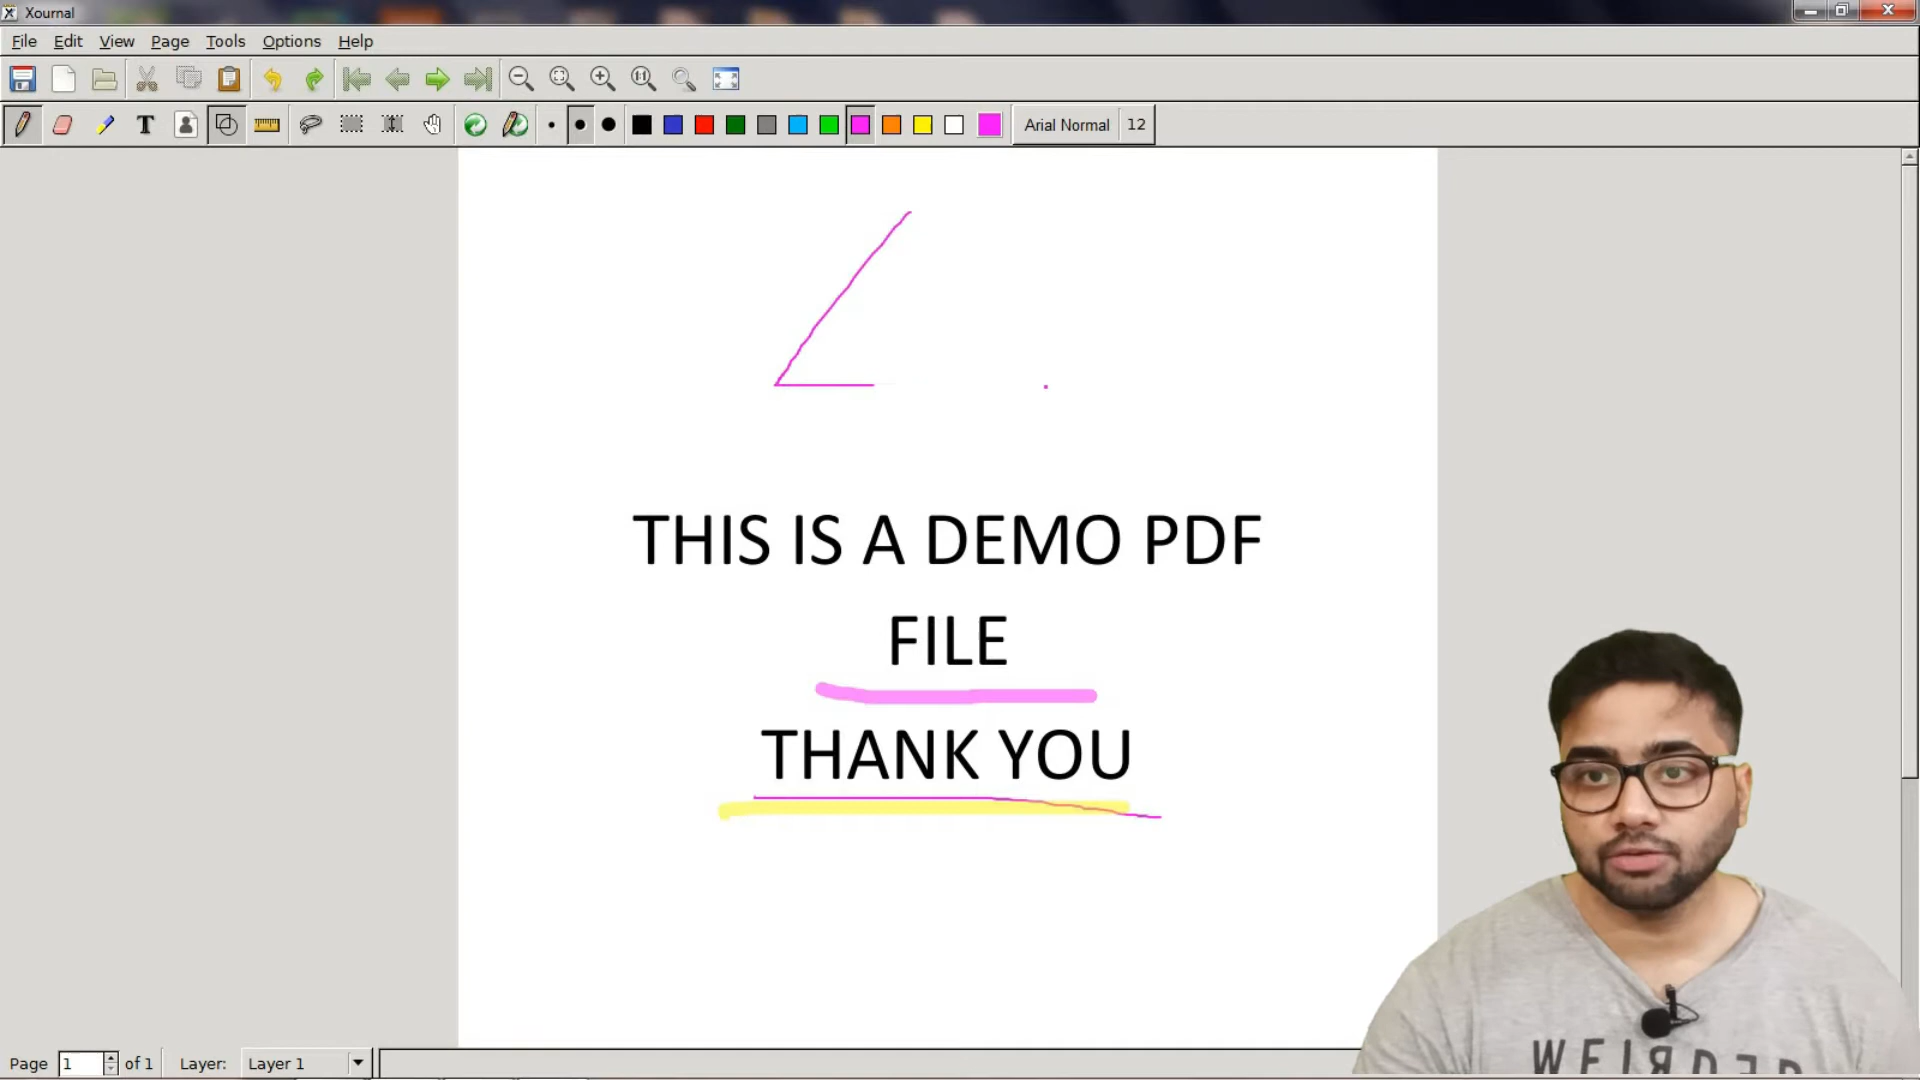 Xournal
File Edit View Page Tools Options Help
Arial Normal 12
THIS IS A DEMO PDF
FILE
THANK YOU
Page 1 of 1 Layer: Layer 1